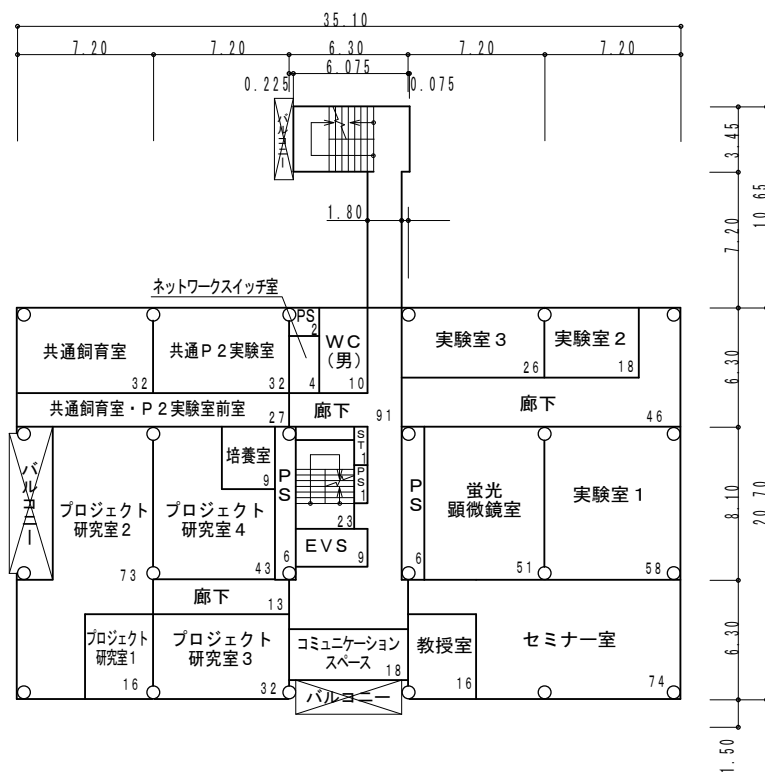 35.10
7.20
7.20
6.30
7.20
7.20
6.075
0.225
0.075
バルコニー
3.45
10.65
1.80
7.20
ネットワークスイッチ室
PS
2
WC
(男)
実験室3
実験室2
共通飼育室
共通P2実験室
26
18
6.30
32
32
4
10
共通飼育室・P2実験室前室
27
廊下
91
廊下
46
培養室
9
PS
ST
1
PS
1
PS
蛍光
顕微鏡室
実験室1
バルコニー
プロジェクト
研究室2
プロジェクト
研究室4
8.10
20.70
23
EVS
73
43
6
9
6
51
58
廊下
13
プロジェクト
研究室1
プロジェクト
研究室3
コミュニケーション
スペース
教授室
セミナー室
6.30
16
32
18
16
74
バルコニー
1.50